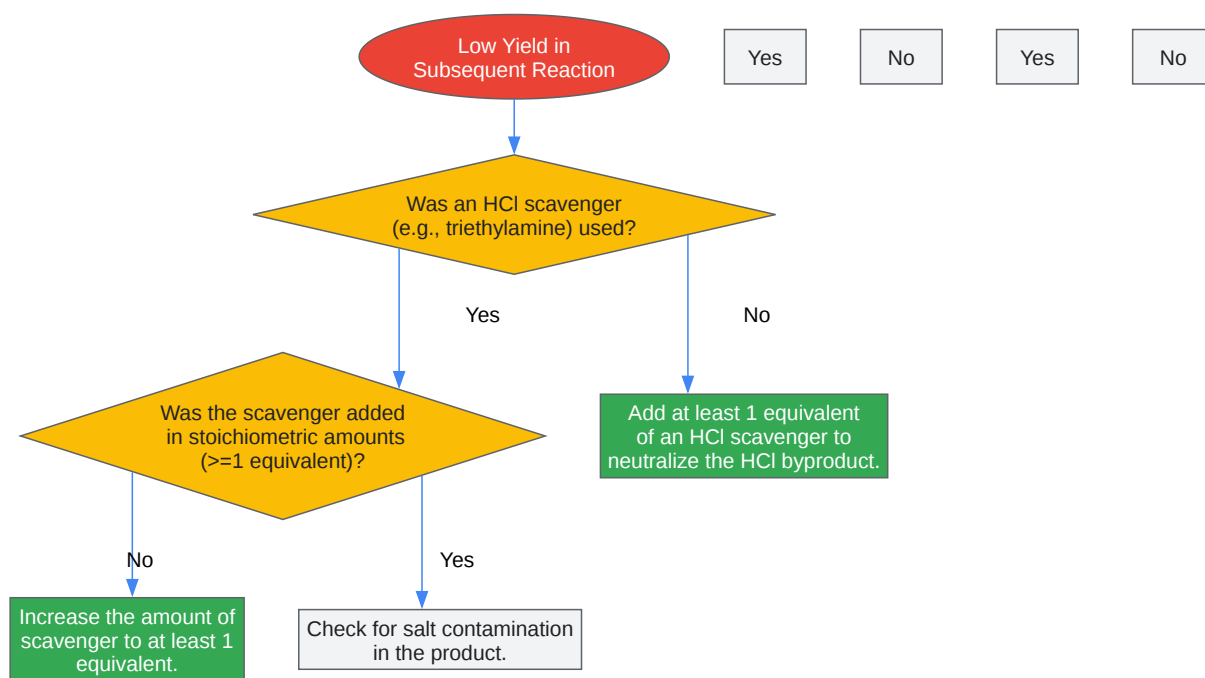 Low Yield in
Subsequent Reaction
Yes
No
Yes
No
Was an HCl scavenger
(e.g., triethylamine) used?
Yes
No
Was the scavenger added
in stoichiometric amounts
(>=1 equivalent)?
Add at least 1 equivalent
of an HCl scavenger to
neutralize the HCl byproduct.
No
Yes
Increase the amount of
scavenger to at least 1
equivalent.
Check for salt contamination
in the product.